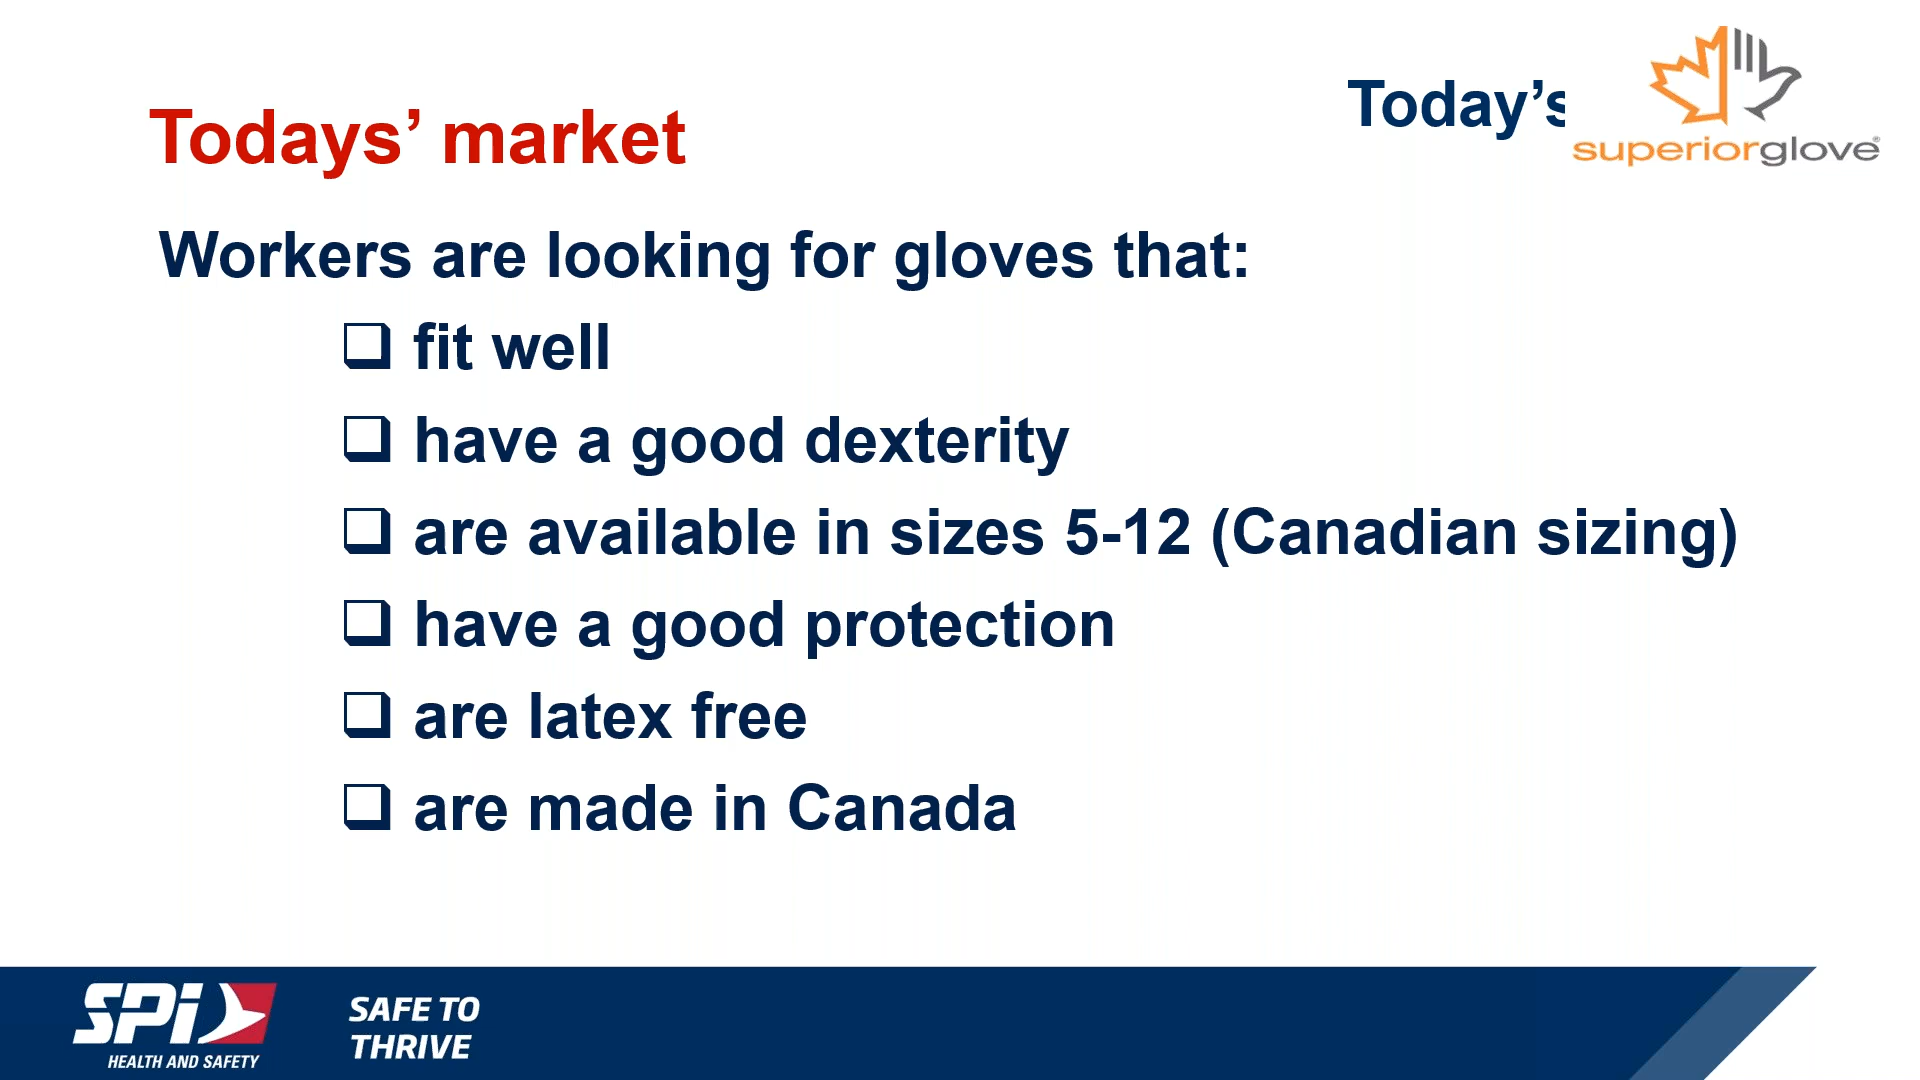 Today’s
superiorglove®
Todays’ market
Workers are looking for gloves that:
❑ fit well
❑ have a good dexterity
❑ are available in sizes 5-12 (Canadian sizing)
❑ have a good protection
❑ are latex free
❑ are made in Canada
SPi
HEALTH AND SAFETY
SAFE TO
THRIVE